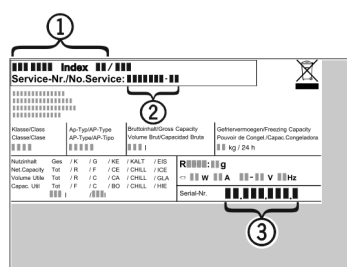 1
Index /
Service-Nr./No.Service: -
2
Klasse/Class Ap-Typ/AP-Type Bruttoinhalt/Gross Capacity Gefriervermoegen/Freezing Capacity
Classe/Clase AP-Type/AP-Tipo Volume Brut/Capacidad Bruta Pouvoir de Congel./Capac.Congeladora
kg / 24 h
Nutzinhalt Ges / K / G / KE / KALT / EIS
Net.Capacity Tot / R / F / CE / CHILL / ICE
Volume Utile Tot / R / C / CA / CHILL / GLA
Capac. Util Tot / F / C / BO / CHILL / HIE
l / l
R : g
W A - V Hz
Serial-Nr. . . .
3